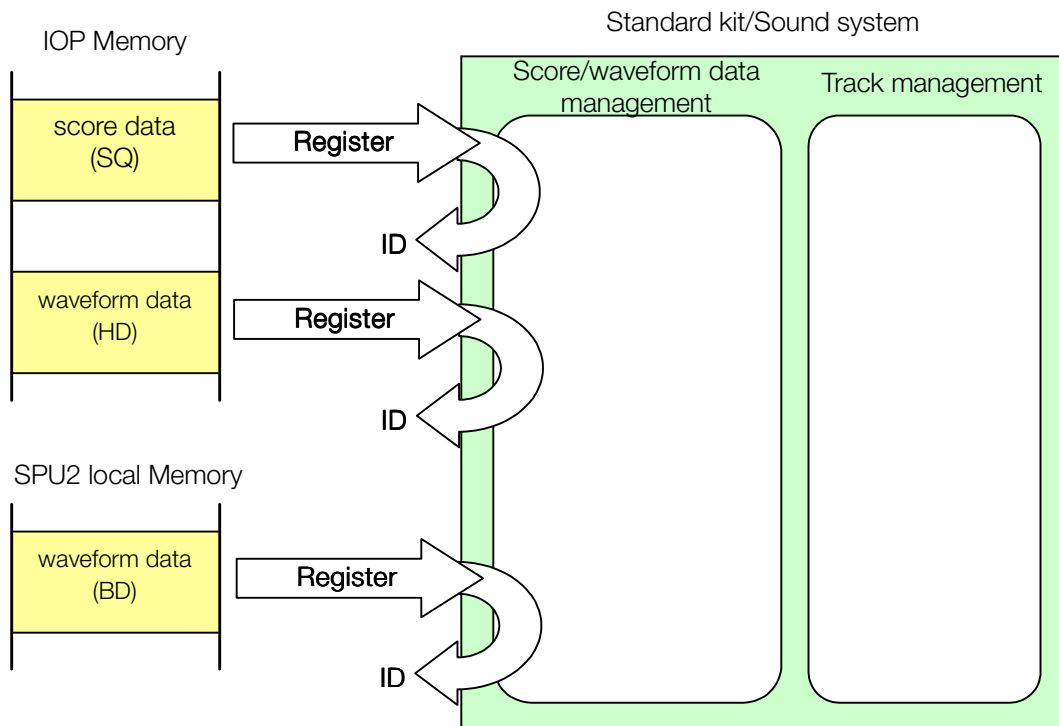 Standard kit/Sound system
IOP Memory
Score/waveform data
management
Track management
score data
(SQ)
Register
ID
waveform data
(HD)
Register
ID
SPU2 local Memory
waveform data
(BD)
Register
ID